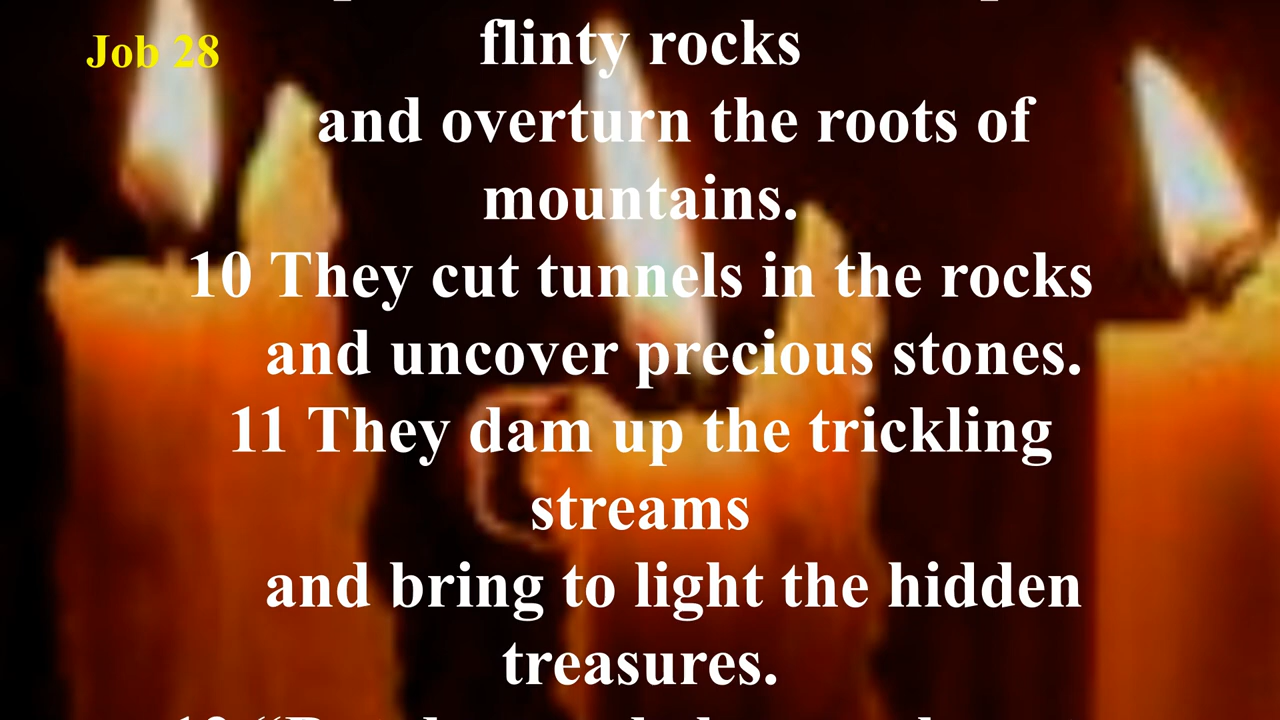 Job 28
flinty rocks
and overturn the roots of
mountains.
10 They cut tunnels in the rocks
and uncover precious stones.
11 They dam up the trickling
streams
and bring to light the hidden
treasures.